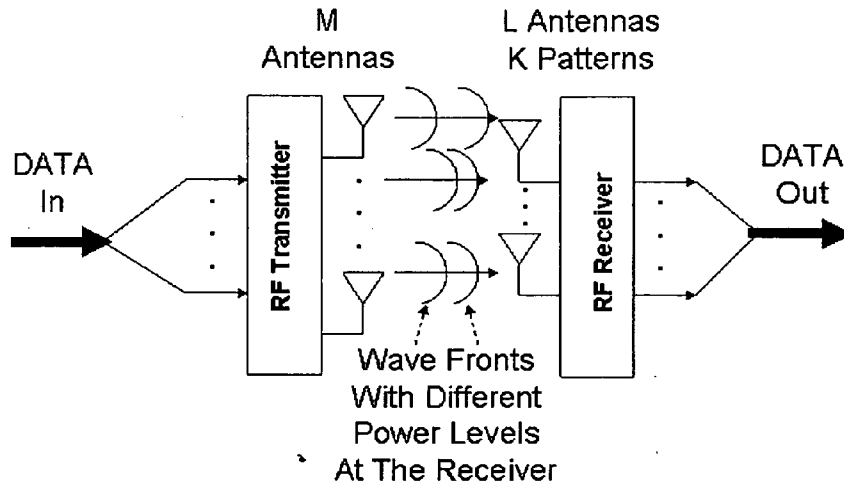 M
Antennas
L Antennas
K Patterns
DATA
In
RF Transmitter
RF Receiver
DATA
Out
Wave Fronts
With Different
Power Levels
At The Receiver